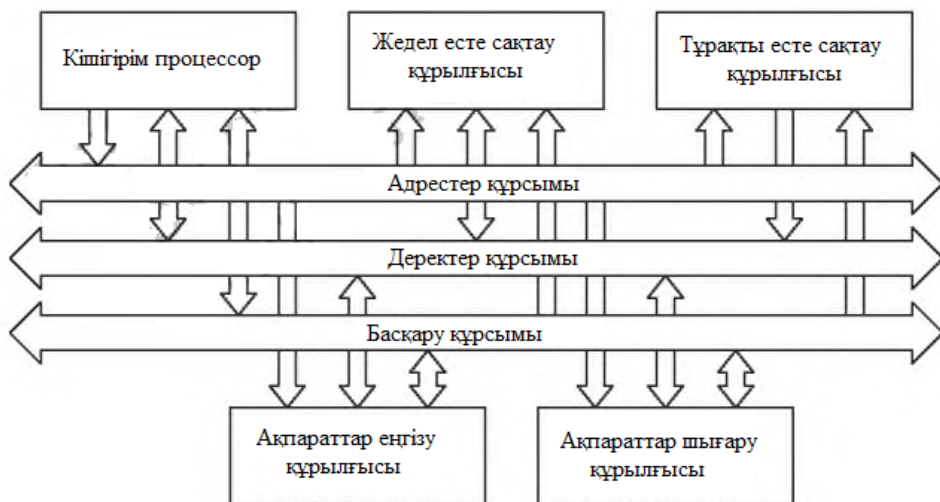 Кішігірім процессор
Жедел есте сақтау
құрылғысы
Тұрақты есте сақтау
құрылғысы
Адрестер құрсымы
Деректер құрсымы
Басқару құрсымы
Ақпараттар еңгізу
құрылғысы
Ақпараттар шығару
құрылғысы